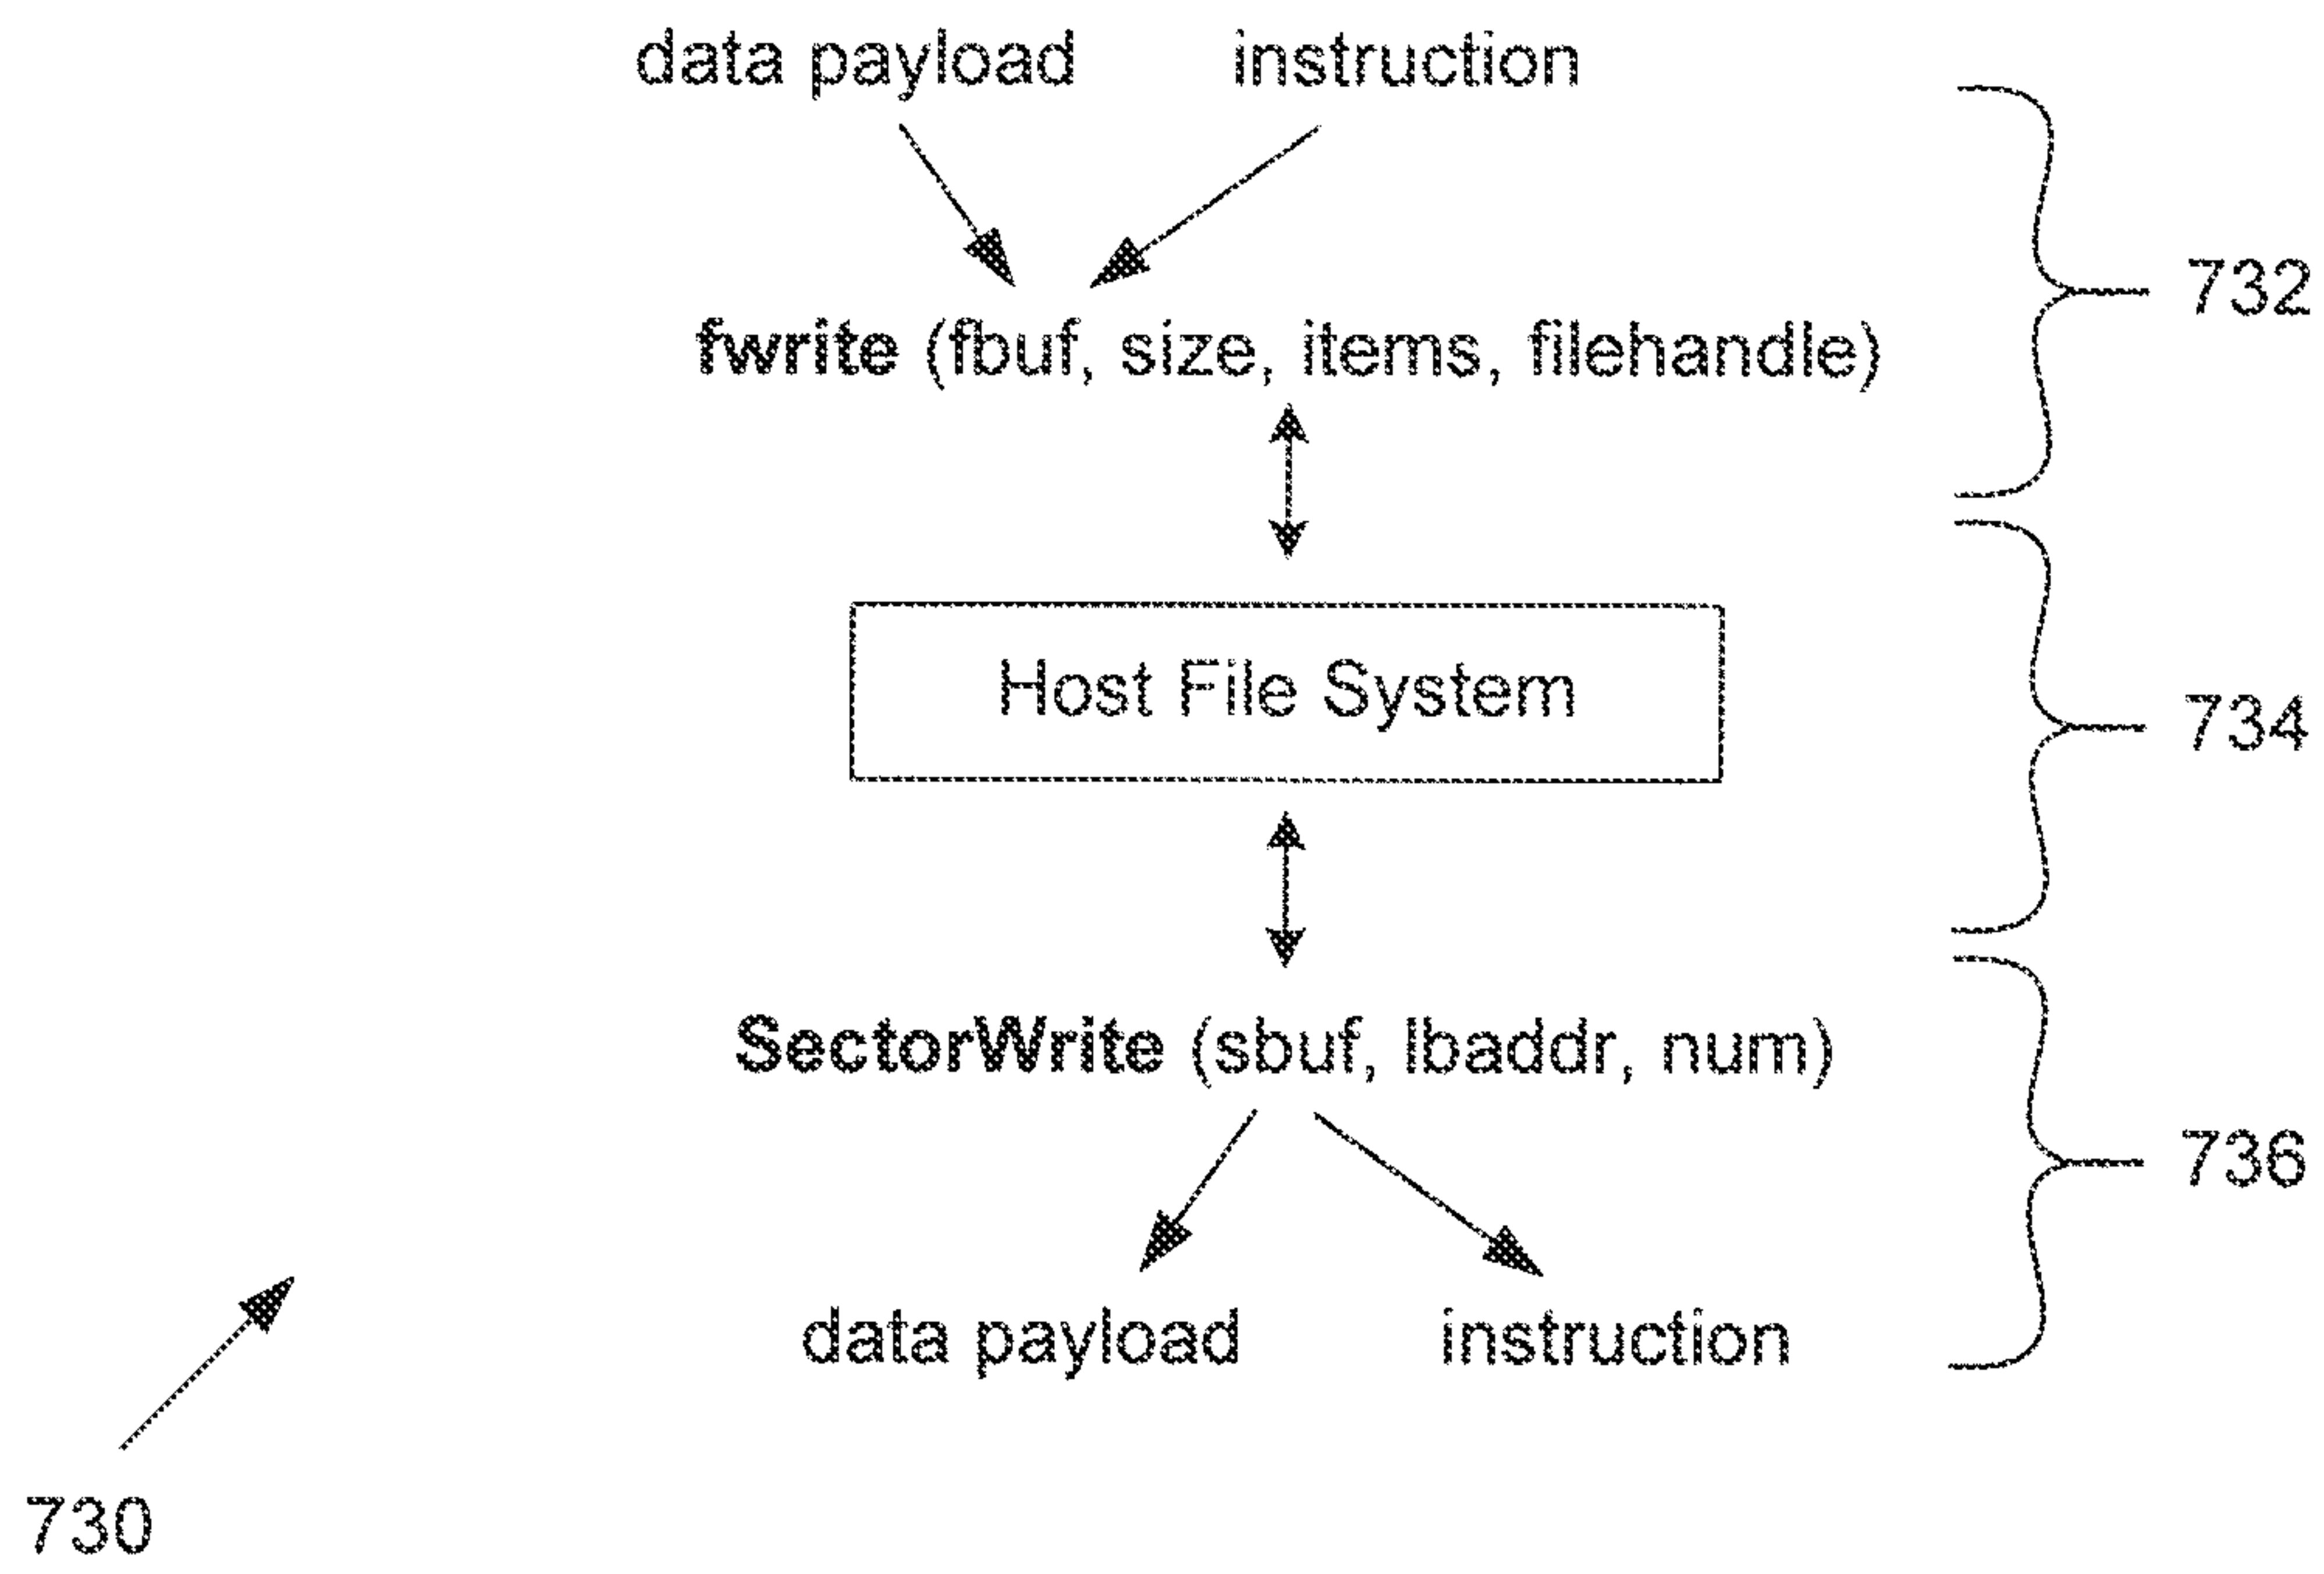 data payload instruction
732
fwrite (fbuf, size, items, filehandle)
Host File System
734
SectorWrite (sbuf, lbaddr, num)
736
data payload instruction
730